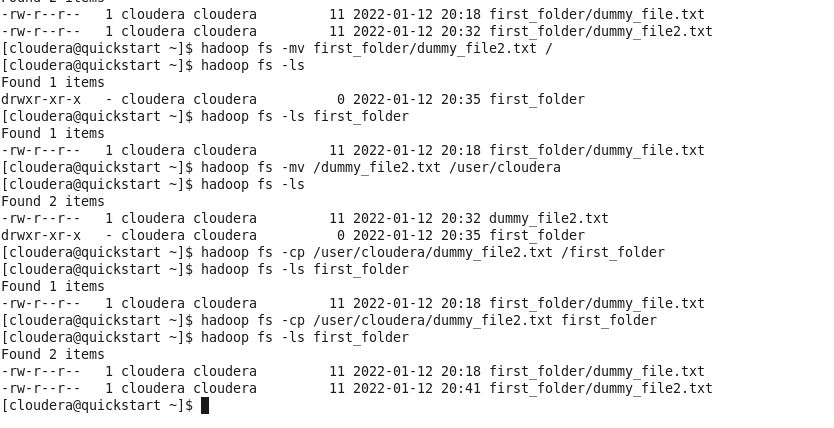 Found 2 items
-rw-r--r--   1 cloudera cloudera         11 2022-01-12 20:18 first_folder/dummy_file.txt
-rw-r--r--   1 cloudera cloudera         11 2022-01-12 20:32 first_folder/dummy_file2.txt
[cloudera@quickstart ~]$ hadoop fs -mv first_folder/dummy_file2.txt /
[cloudera@quickstart ~]$ hadoop fs -ls
Found 1 items
drwxr-xr-x   - cloudera cloudera          0 2022-01-12 20:35 first_folder
[cloudera@quickstart ~]$ hadoop fs -ls first_folder
Found 1 items
-rw-r--r--   1 cloudera cloudera         11 2022-01-12 20:18 first_folder/dummy_file.txt
[cloudera@quickstart ~]$ hadoop fs -mv /dummy_file2.txt /user/cloudera
[cloudera@quickstart ~]$ hadoop fs -ls
Found 2 items
-rw-r--r--   1 cloudera cloudera         11 2022-01-12 20:32 dummy_file2.txt
drwxr-xr-x   - cloudera cloudera          0 2022-01-12 20:35 first_folder
[cloudera@quickstart ~]$ hadoop fs -cp /user/cloudera/dummy_file2.txt /first_folder
[cloudera@quickstart ~]$ hadoop fs -ls first_folder
Found 1 items
-rw-r--r--   1 cloudera cloudera         11 2022-01-12 20:18 first_folder/dummy_file.txt
[cloudera@quickstart ~]$ hadoop fs -cp /user/cloudera/dummy_file2.txt first_folder
[cloudera@quickstart ~]$ hadoop fs -ls first_folder
Found 2 items
-rw-r--r--   1 cloudera cloudera         11 2022-01-12 20:18 first_folder/dummy_file.txt
-rw-r--r--   1 cloudera cloudera         11 2022-01-12 20:41 first_folder/dummy_file2.txt
[cloudera@quickstart ~]$